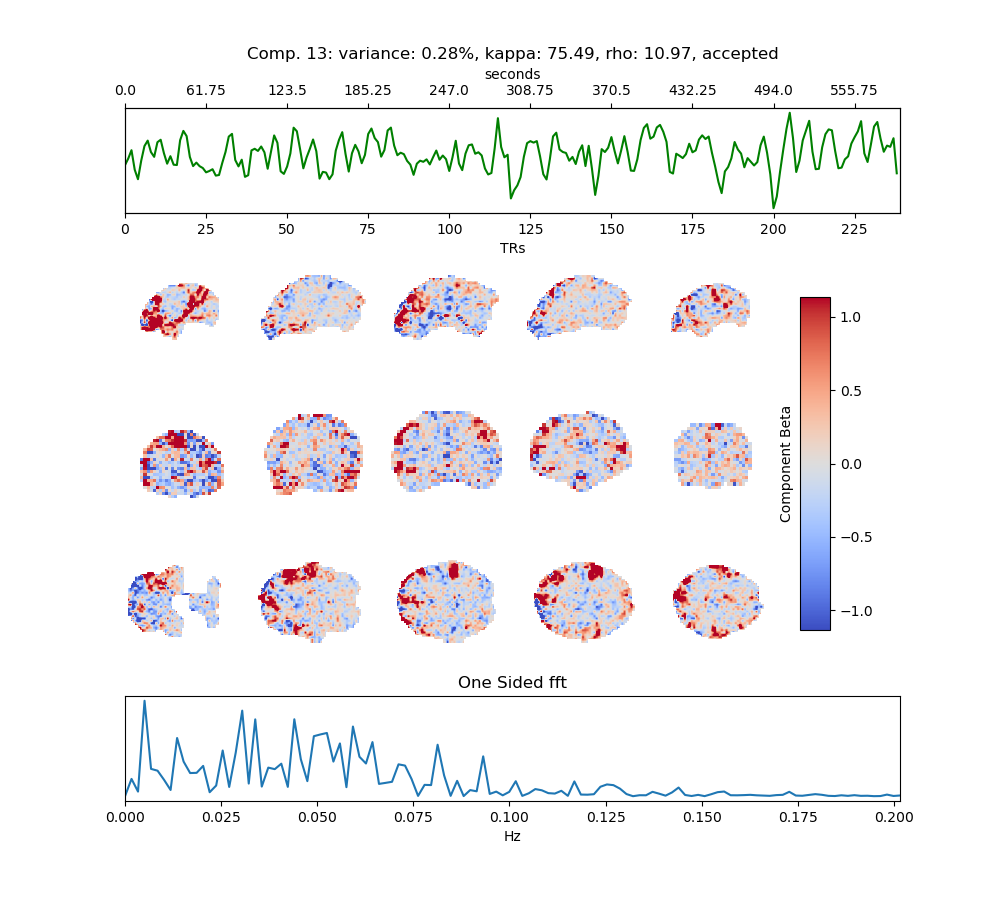 Comp. 13: variance: 0.28%, kappa: 75.49, rho: 10.97, accepted
seconds
0.0 61.75 123.5 185.25 247.0 308.75 370.5 432.25 494.0 555.75
0 25 50 75 100 125 150 175 200 225
TRs
1.0
0.5
0.0
−0.5
−1.0
Component Beta
One Sided fft
0.000 0.025 0.050 0.075 0.100 0.125 0.150 0.175 0.200
Hz